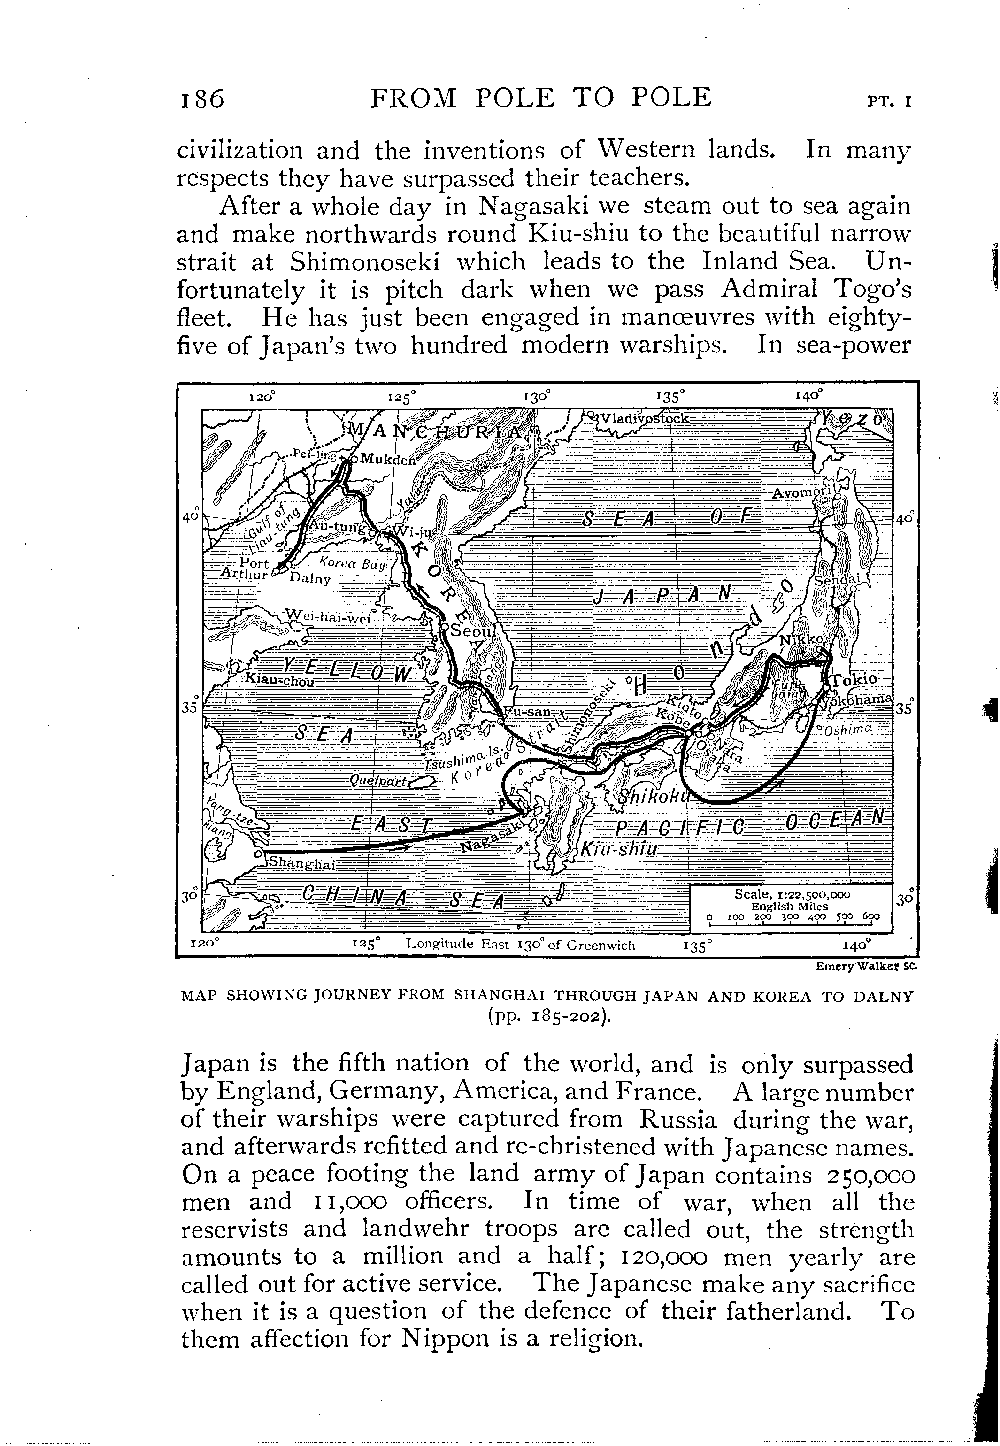 186 FROM POLE TO POLE PT. I
civilization and the inventions of Western lands. In many
respects they have surpassed their teachers.
After a whole day in Nagasaki we steam out to sea again
and make northwards round Kiu-shiu to the beautiful narrow
strait at Shimonoseki which leads to the Inland Sea. Un-
fortunately it is pitch dark when we pass Admiral Togo's
fleet. He has just been engaged in manœuvres with eighty-
five of Japan's two hundred modern warships. In sea-power
120° 125° 130° 135° 140°
Vladivostock
Yezo
MANCHURIA
Mukden
Yalu
Avomori
40° 40°
SEA OF
JAPAN
Gulf of
Liau-tung
An-tung
Wi-ju
Port
Arthur
Korea Bay
Dalny
KOREA
Sendai
Wei-hai-wei
Seoul
Hondo
Nikko
YELLOW
SEA
Kiau-chou
Tokio
Yokohama
35° 35°
Fu-san
Shimonoseki
Kioto
Kobe
Oshima
Nara
Osaka
Tsushima Is.
Korea Strait
Quelpart
Shikoku
Yang-tze-
kiang
EAST
PACIFIC OCEAN
Nagasaki
Kiu-shiu
Shanghai
30° CHINA SEA 30°
Scale, 1:22,500,000
English Miles
0 100 200 300 400 500 600
120° 125° Longitude East 130° of Greenwich 135° 140°
Emery Walker sc.
MAP SHOWING JOURNEY FROM SHANGHAI THROUGH JAPAN AND KOREA TO DALNY
(pp. 185-202).
Japan is the fifth nation of the world, and is only surpassed
by England, Germany, America, and France. A large number
of their warships were captured from Russia during the war,
and afterwards refitted and re-christened with Japanese names.
On a peace footing the land army of Japan contains 250,000
men and 11,000 officers. In time of war, when all the
reservists and landwehr troops are called out, the strength
amounts to a million and a half; 120,000 men yearly are
called out for active service. The Japanese make any sacrifice
when it is a question of the defence of their fatherland. To
them affection for Nippon is a religion.